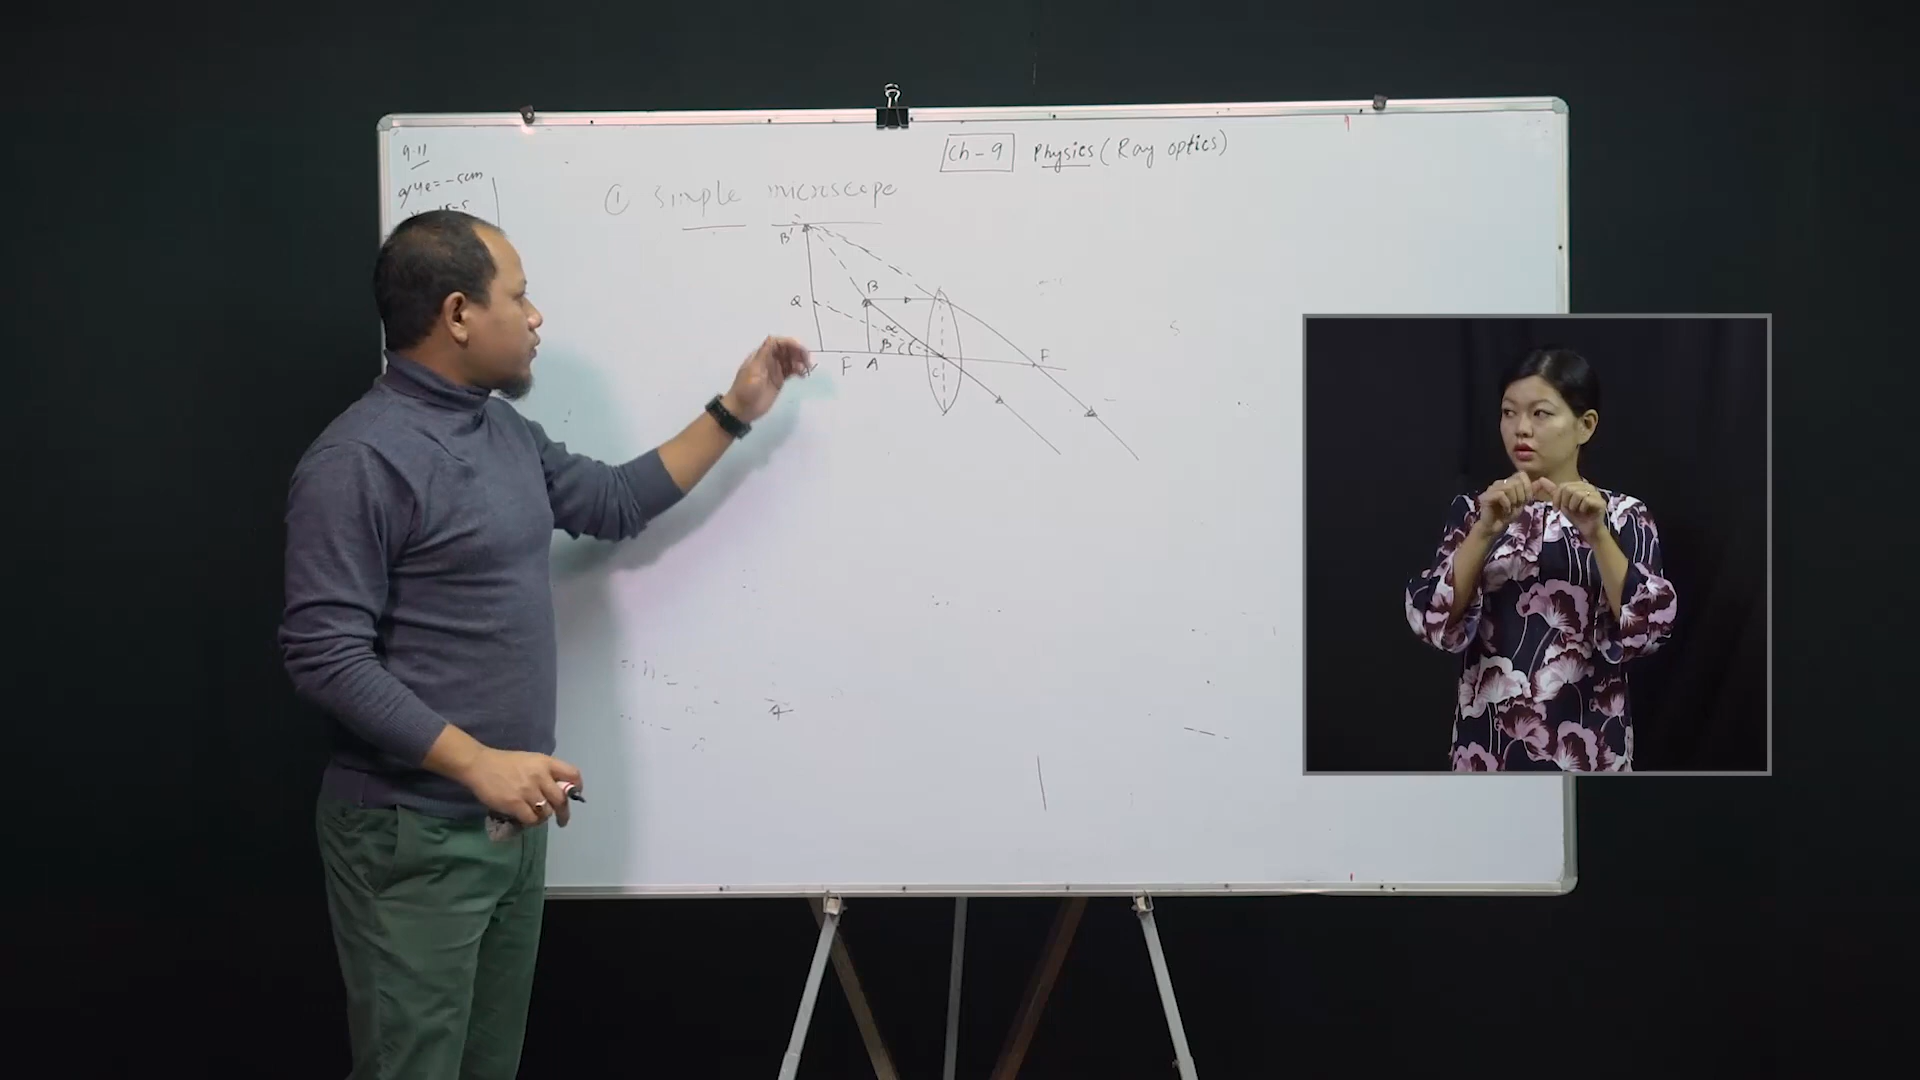 Ch-9 Physics (Ray optics)
9.11
① Simple microscope
B'
B
Q
α
β
F A C F